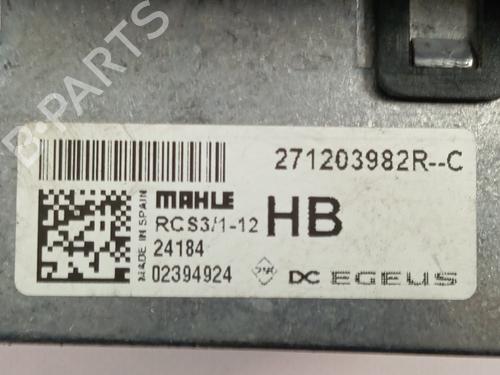 B-PARTS
271203982R--C
MAHLE
RCS3/1-12
HB
24184
02394924
MADE IN SPAIN
DC EGEUS